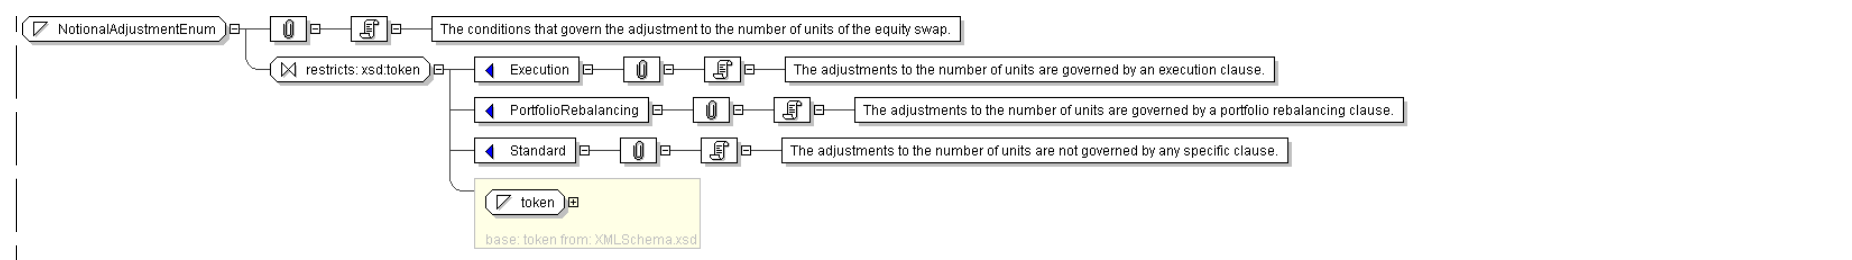 NotionalAdjustmentEnum The conditions that govern the adjustment to the number of units of the equity swap.
restricts: xsd:token Execution The adjustments to the number of units are governed by an execution clause.
PortfolioRebalancing The adjustments to the number of units are governed by a portfolio rebalancing clause.
Standard The adjustments to the number of units are not governed by any specific clause.
token
base: token from: XMLSchema.xsd